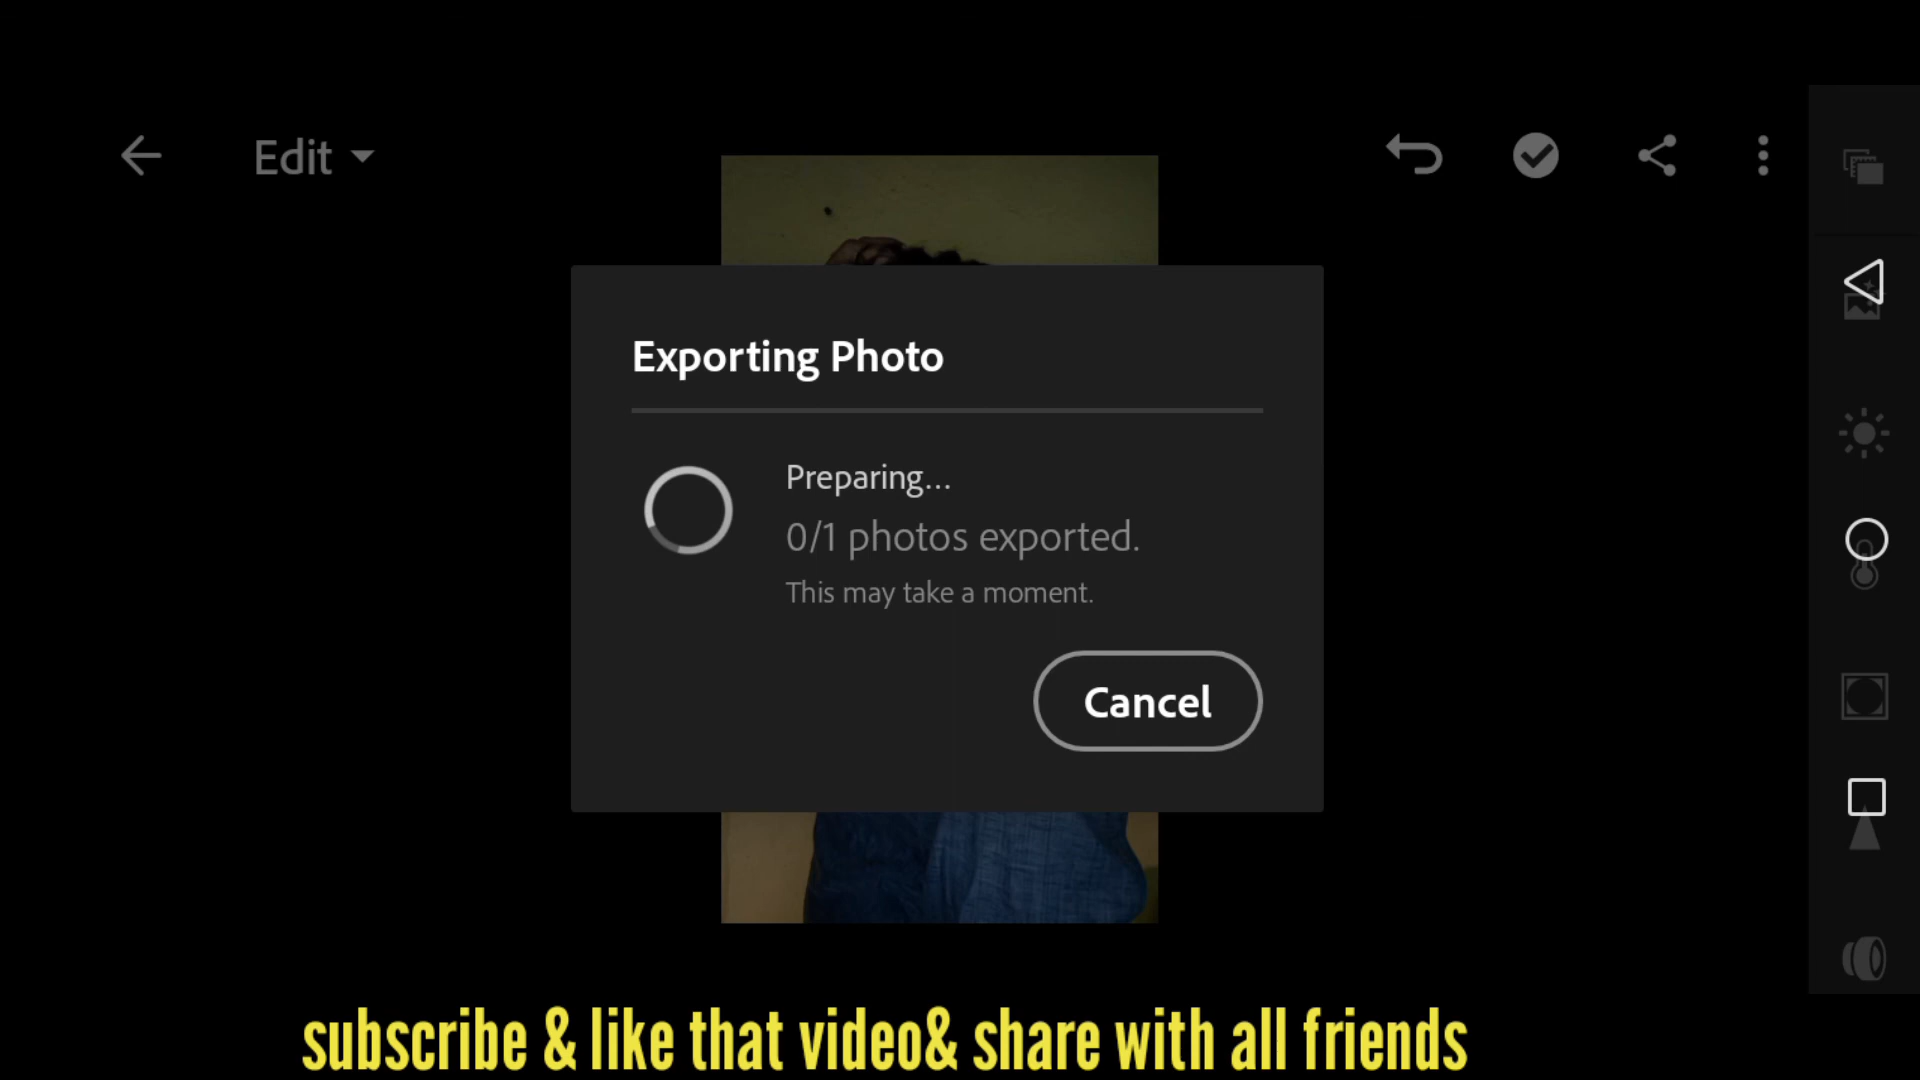 Edit
Exporting Photo
Preparing...
0/1 photos exported.
This may take a moment.
Cancel
subscribe & like that video& share with all friends